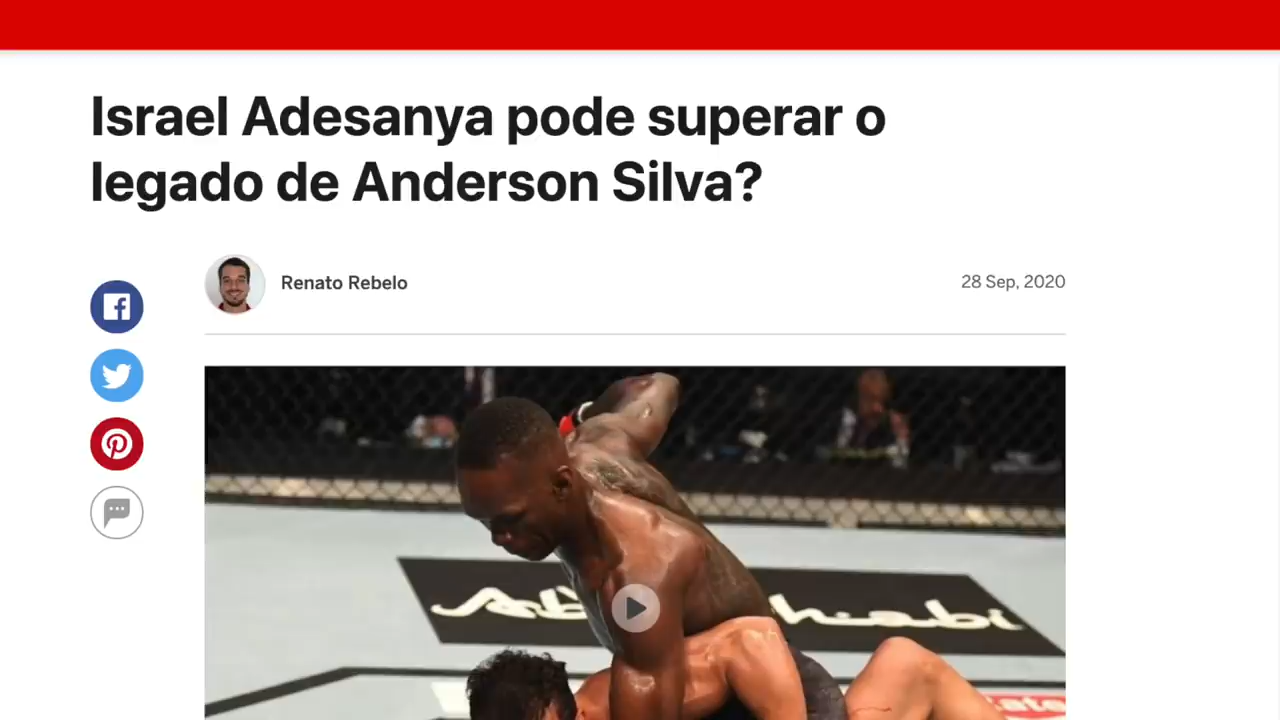 Israel Adesanya pode superar o
legado de Anderson Silva?
Renato Rebelo
28 Sep, 2020